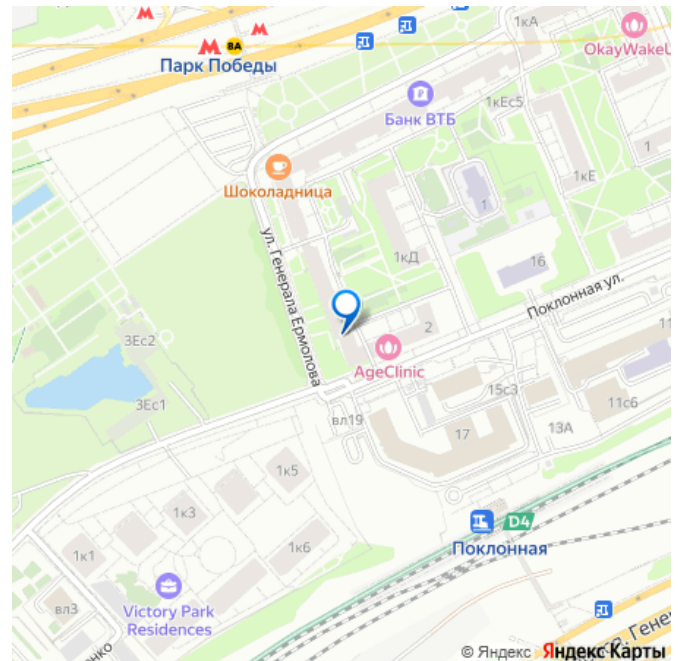 1кА
М
М
М
8А
Парк Победы
OkayWakeU
Банк ВТБ
1кЕс5
1
Шоколадница
1кЕ
1
1кД
16
ул. Генерала Ермолова
Поклонная ул.
3Ес2
2
11
AgeClinic
3Ес1
15с3
11с6
вл19
17
13А
1к5
D4
1к3
Поклонная
1к6
1к1
вл3
Victory Park
Residences
нко
© Яндекс Яндекс Карты